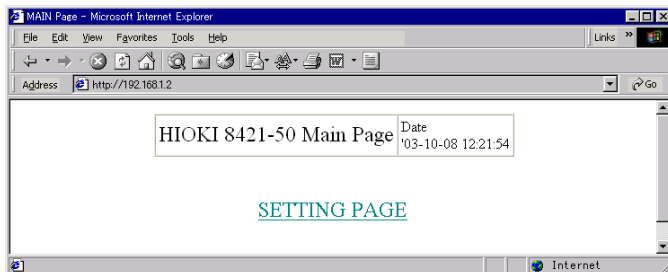 MAIN Page - Microsoft Internet Explorer
File Edit View Favorites Tools Help Links »
Address http://192.168.1.2 Go
HIOKI 8421-50 Main Page
Date
'03-10-08 12:21:54
SETTING PAGE
Internet